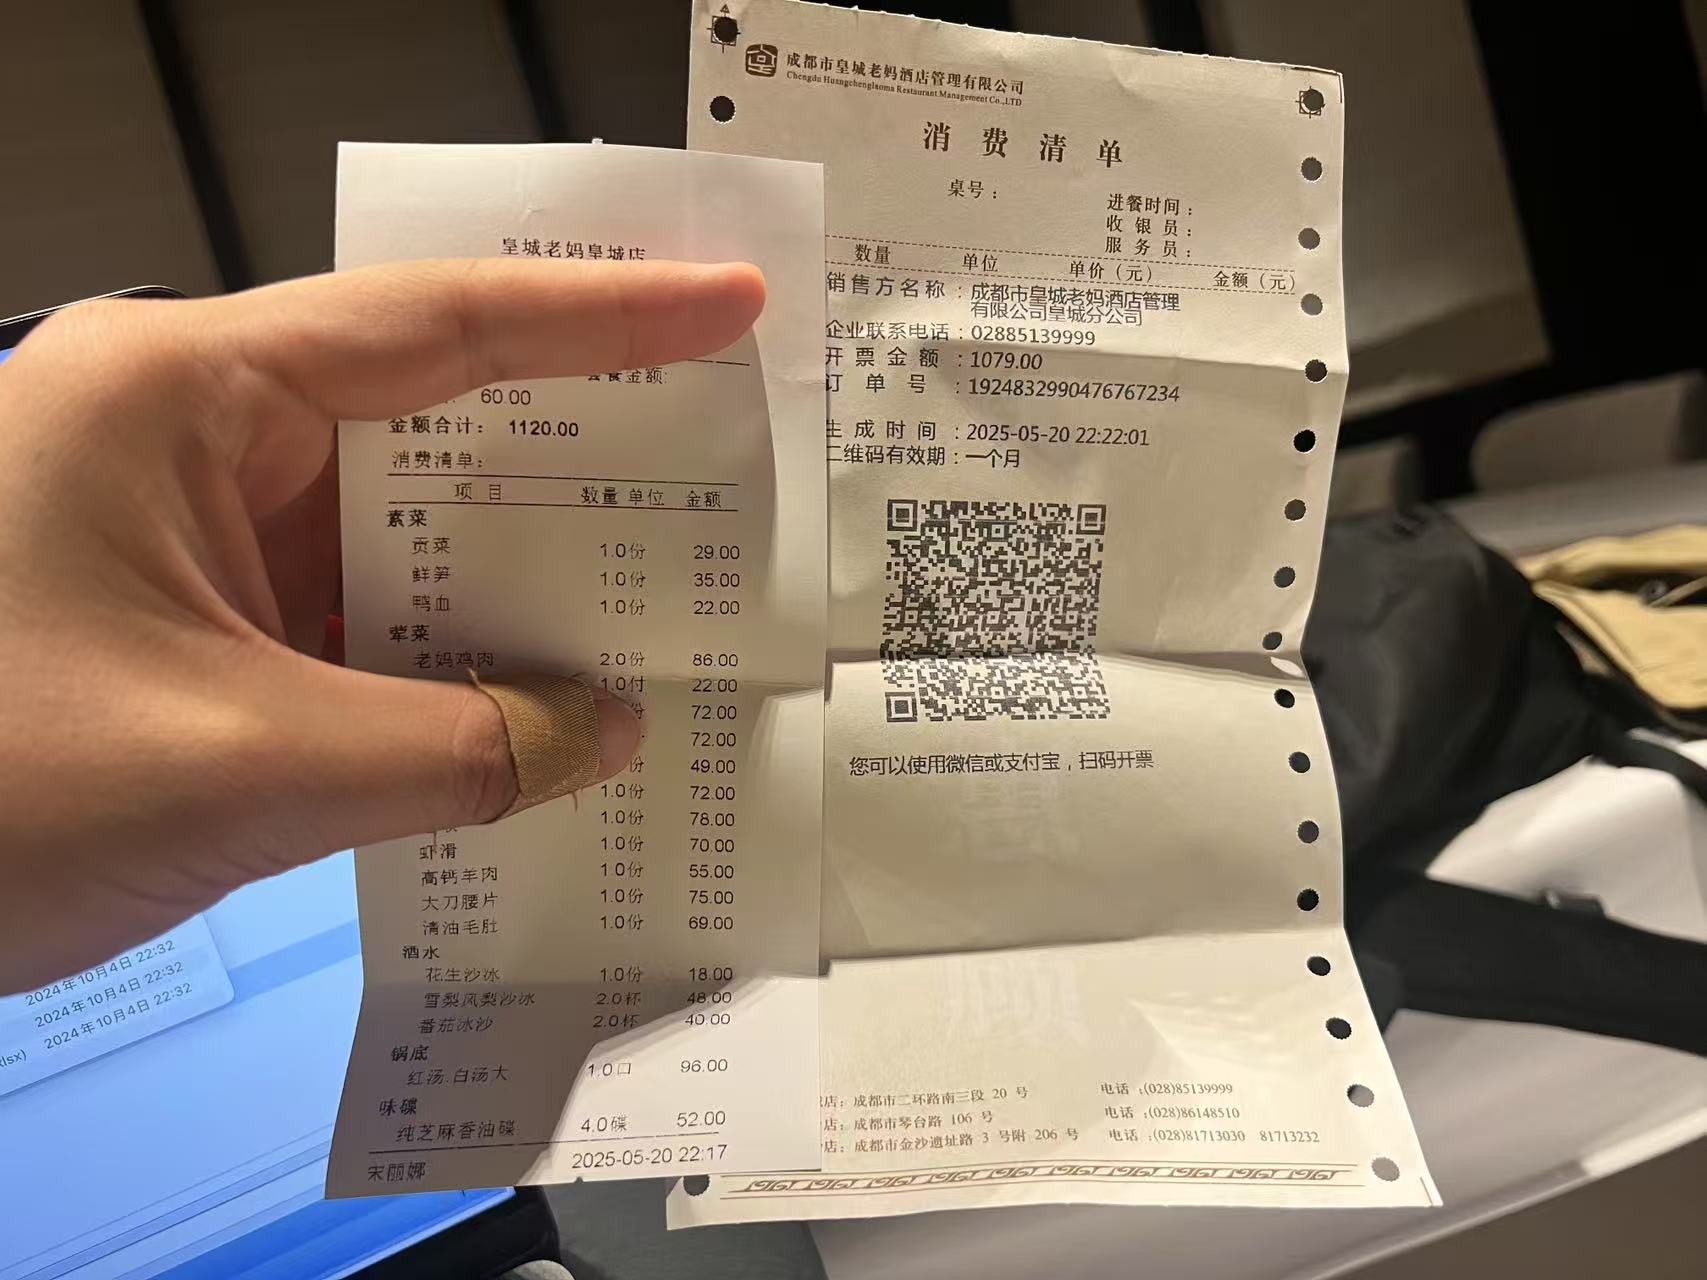 皇城老妈皇城店
60.00
金额合计： 1120.00
消费清单：
项 目 数量 单位 金额
素菜
贡菜 1.0份 29.00
鲜笋 1.0份 35.00
鸭血 1.0份 22.00
荤菜
老妈鸡肉 2.0份 86.00
1.0付 22.00
份 72.00
72.00
份 49.00
1.0份 72.00
1.0份 78.00
虾滑 1.0份 70.00
高钙羊肉 1.0份 55.00
大刀腰片 1.0份 75.00
清油毛肚 1.0份 69.00
酒水
花生沙冰 1.0份 18.00
雪梨凤梨沙冰 2.0杯 48.00
番茄冰沙 2.0杯 40.00
锅底
红汤.白汤大 1.0口 96.00
味碟
纯芝麻香油碟 4.0碟 52.00
宋丽娜 2025-05-20 22:17
成都市皇城老妈酒店管理有限公司
Chengdu Huangchenglaoma Restaurant Management Co.,LTD
消 费 清 单
桌号：
进餐时间：
收 银 员：
服 务 员：
数量 单位 单价（元） 金额（元）
销售方名称：成都市皇城老妈酒店管理
有限公司皇城分公司
企业联系电话：02885139999
开 票 金 额 ：1079.00
订 单 号 ：1924832990476767234
生 成 时 间 ：2025-05-20 22:22:01
二维码有效期：一个月
您可以使用微信或支付宝，扫码开票
店：成都市二环路南三段 20 号 电话：(028)85139999
店：成都市琴台路 106 号 电话：(028)86148510
店：成都市金沙遗址路 3 号附 206 号 电话：(028)81713030 81713232
2024年10月4日 22:32
2024年10月4日 22:32
lsx) 2024年10月4日 22:32